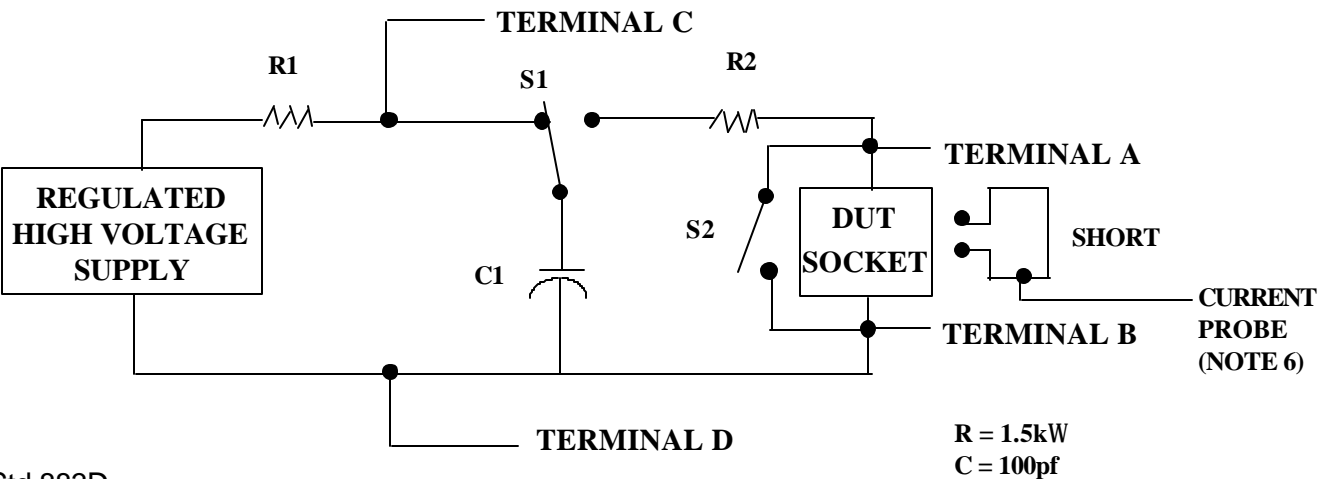 TERMINAL C
R1
S1
R2
TERMINAL A
REGULATED
HIGH VOLTAGE
SUPPLY
DUT
SOCKET
S2
SHORT
C1
CURRENT
PROBE
(NOTE 6)
TERMINAL B
TERMINAL D
R = 1.5kW
C = 100pf